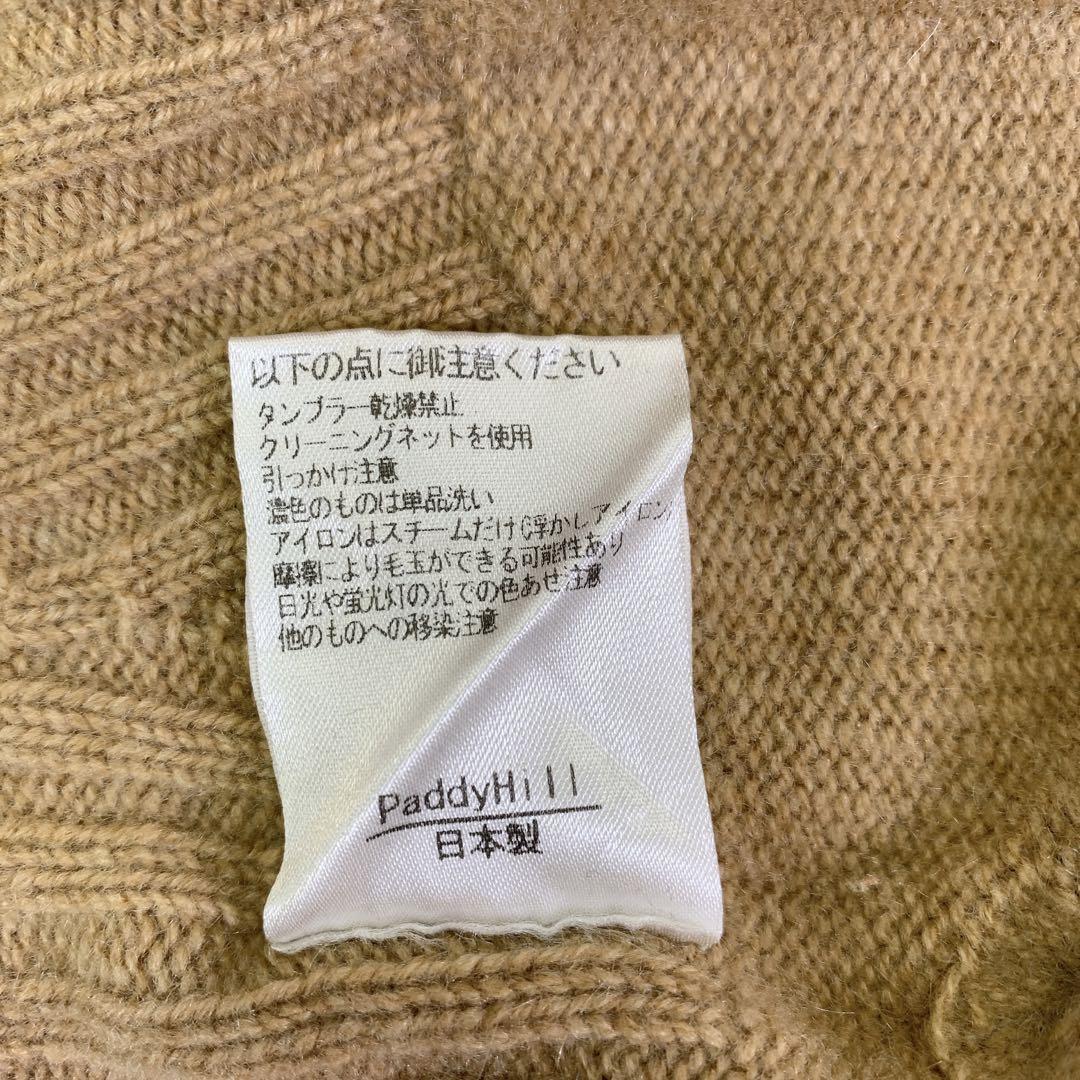 以下の点に御注意ください
タンブラー乾燥禁止
クリーニングネットを使用
引っかけ注意
濃色のものは単品洗い
アイロンはスチームだけ(浮かしアイロン)
摩擦により毛玉ができる可能性あり
日光や蛍光灯の光での色あせ注意
他のものへの移染注意
PaddyHill
日本製